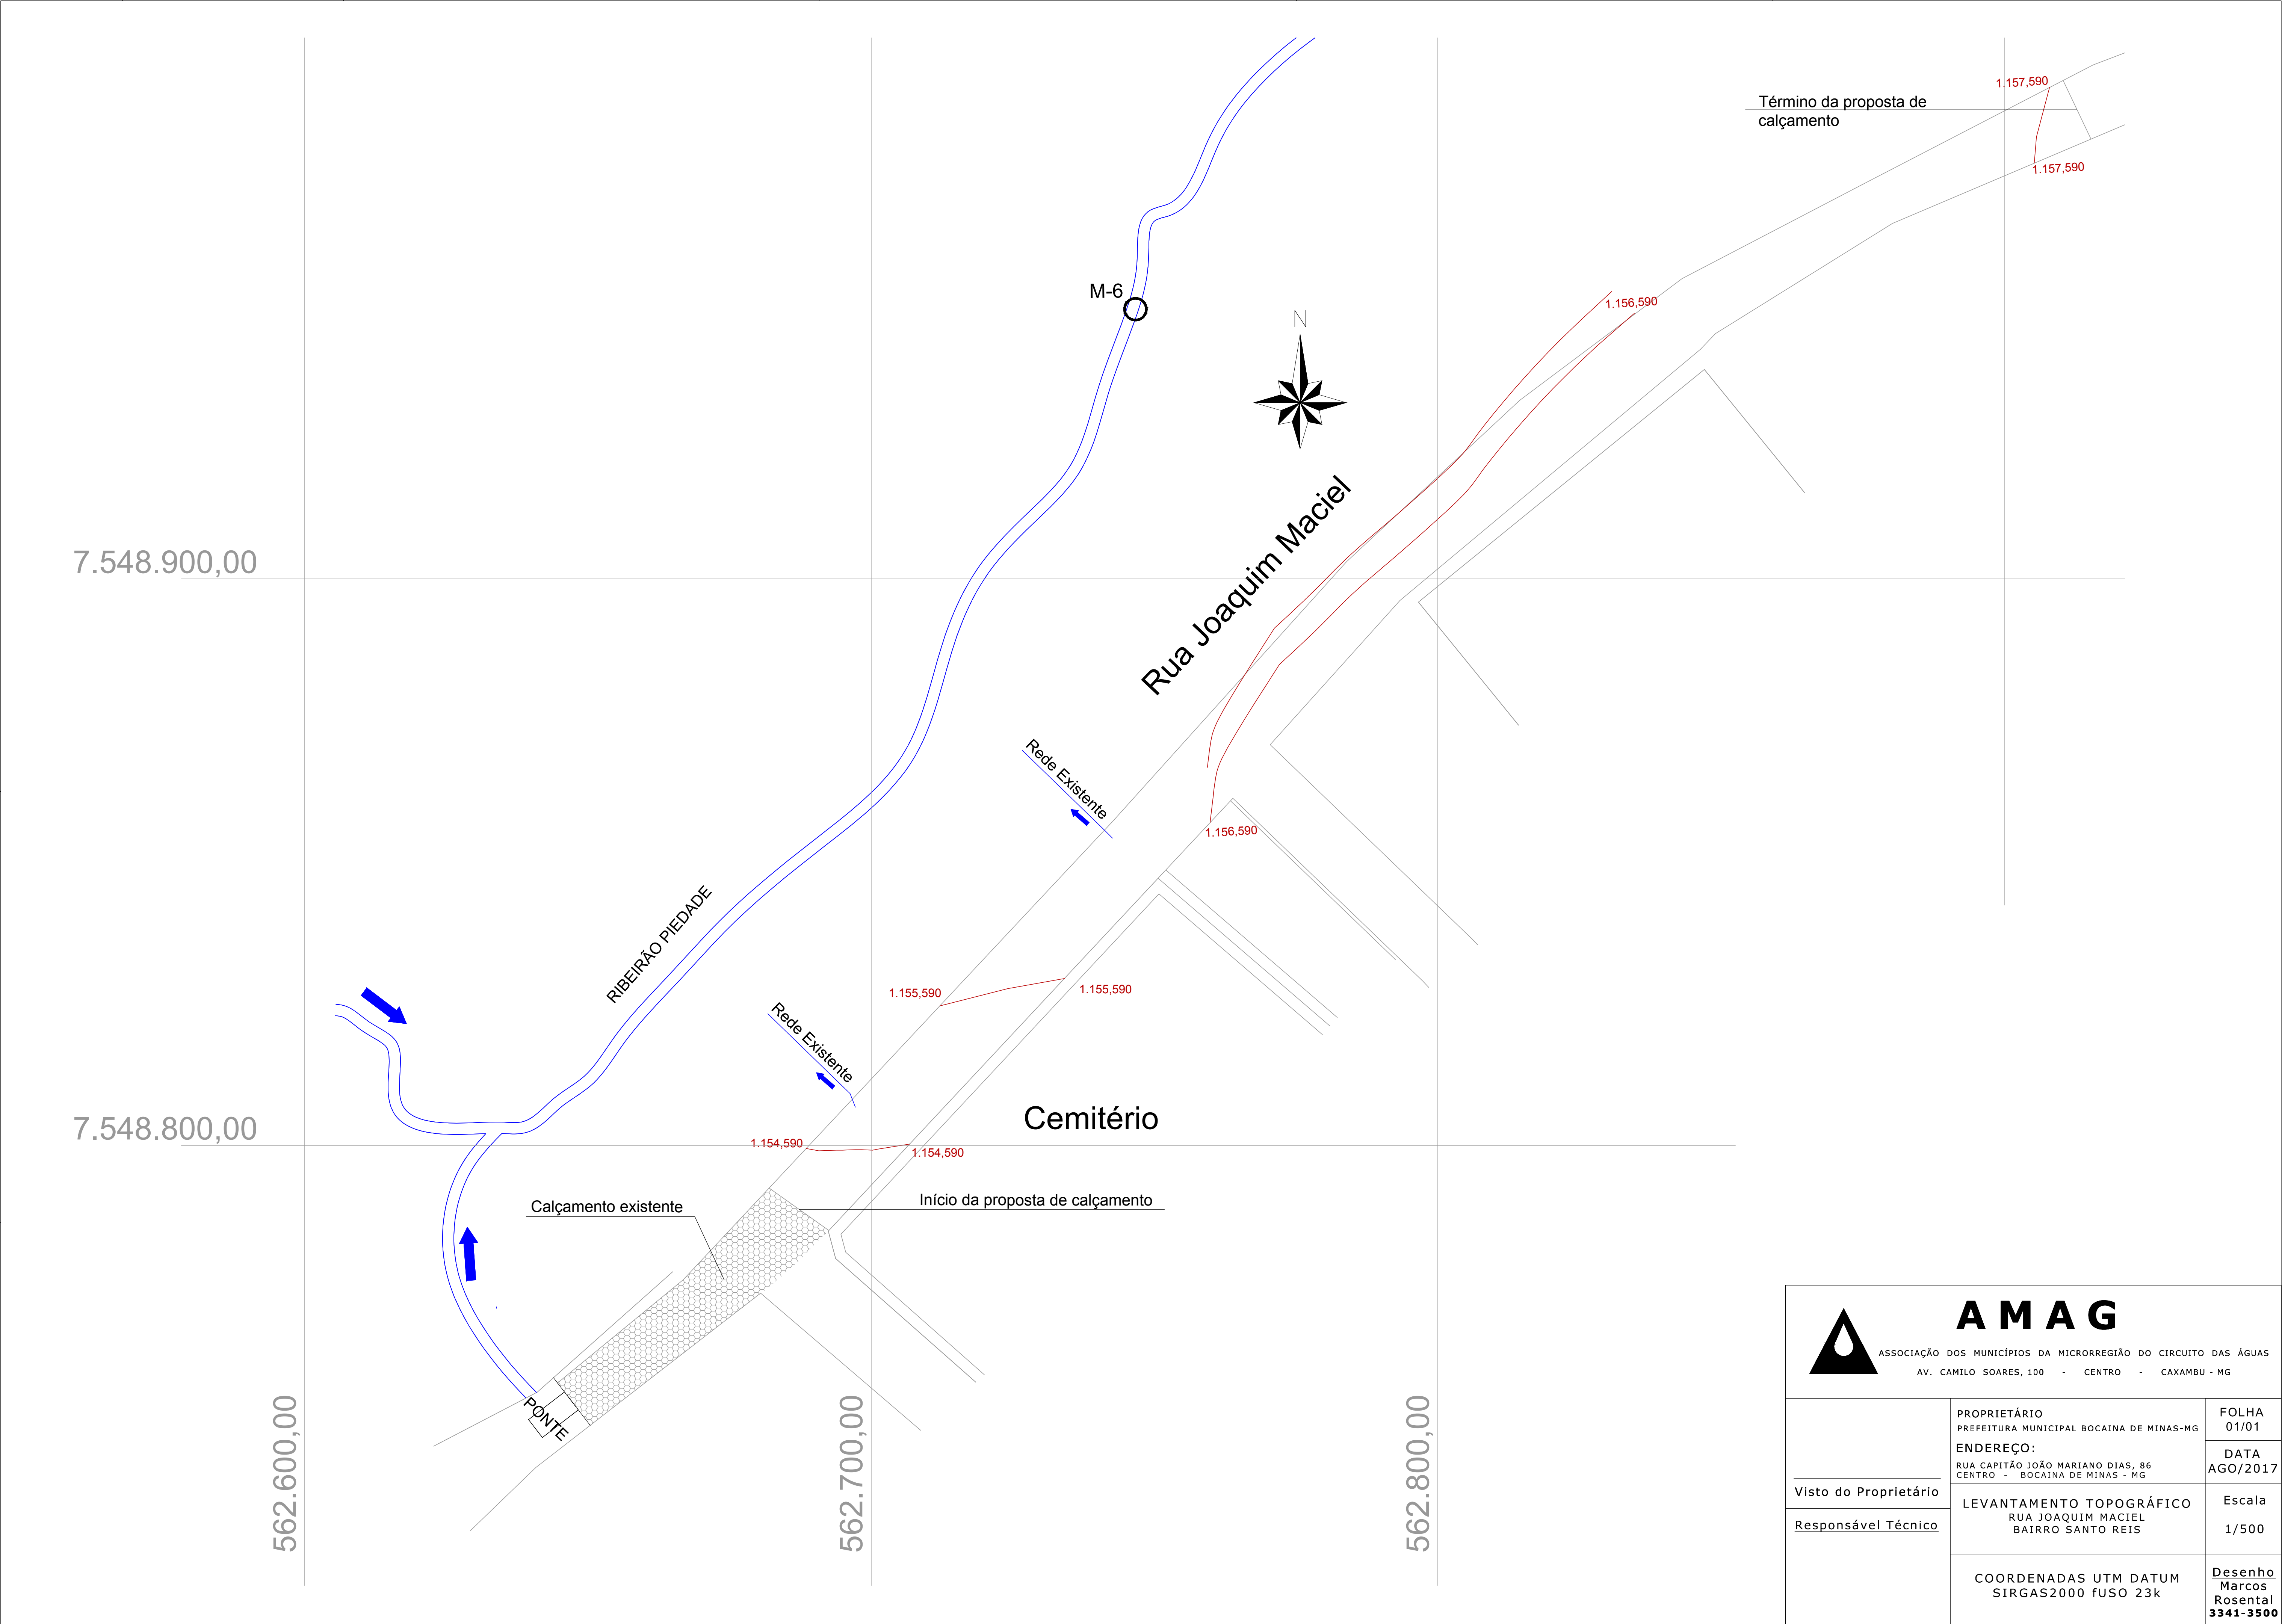 1.157,590
Término da proposta de
calçamento
1.157,590
M-6
1.156,590
N
Rua Joaquim Maciel
7.548.900,00
Rede Existente
1.156,590
RIBEIRÃO PIEDADE
1.155,590
1.155,590
Rede Existente
Cemitério
7.548.800,00
1.154,590
1.154,590
Calçamento existente
Início da proposta de calçamento
PONTE
562.600,00
562.700,00
562.800,00
AMAG
ASSOCIAÇÃO DOS MUNICÍPIOS DA MICRORREGIÃO DO CIRCUITO DAS ÁGUAS
AV. CAMILO SOARES, 100 - CENTRO - CAXAMBU - MG
PROPRIETÁRIO
PREFEITURA MUNICIPAL BOCAINA DE MINAS-MG
ENDEREÇO:
RUA CAPITÃO JOÃO MARIANO DIAS, 86
CENTRO - BOCAINA DE MINAS - MG
FOLHA
01/01
DATA
AGO/2017
Visto do Proprietário
Responsável Técnico
LEVANTAMENTO TOPOGRÁFICO
RUA JOAQUIM MACIEL
BAIRRO SANTO REIS
Escala
1/500
COORDENADAS UTM DATUM
SIRGAS2000 fUSO 23k
Desenho
Marcos
Rosental
3341-3500